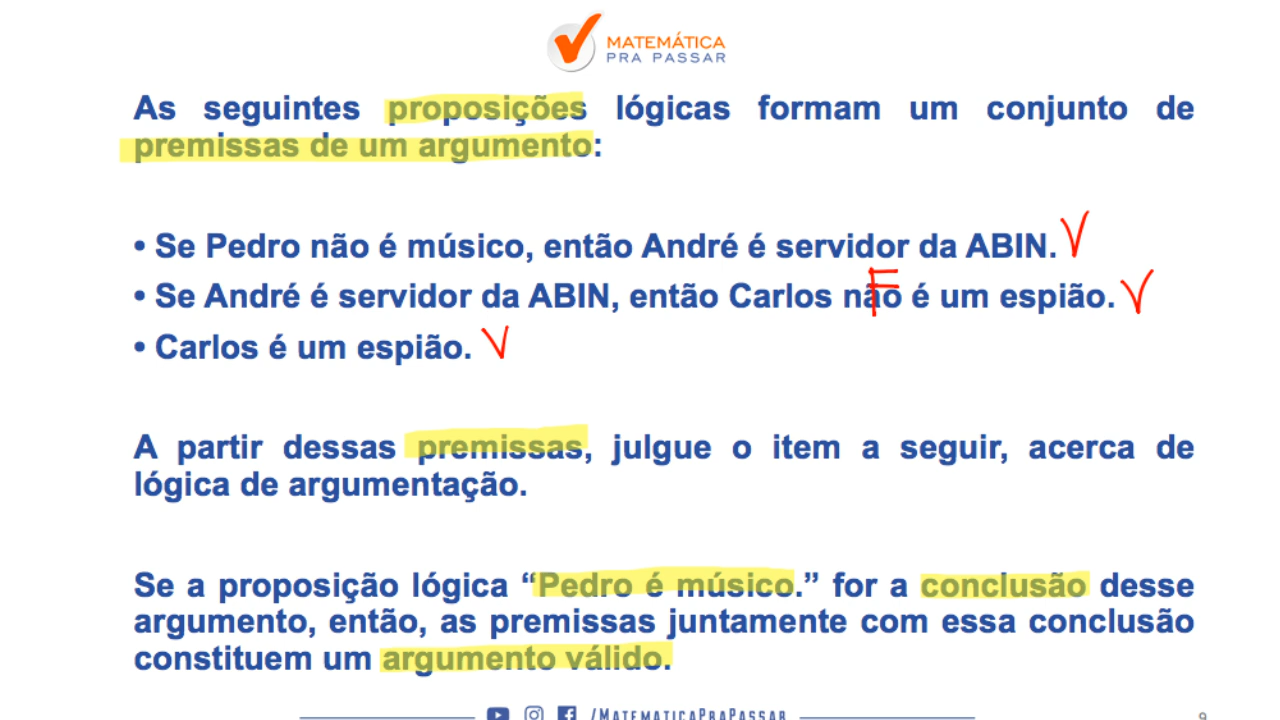 MATEMÁTICA
PRA PASSAR
As seguintes proposições lógicas formam um conjunto de
premissas de um argumento:
• Se Pedro não é músico, então André é servidor da ABIN. V
F
• Se André é servidor da ABIN, então Carlos não é um espião. V
• Carlos é um espião. V
A partir dessas premissas, julgue o item a seguir, acerca de
lógica de argumentação.
Se a proposição lógica “Pedro é músico.” for a conclusão desse
argumento, então, as premissas juntamente com essa conclusão
constituem um argumento válido.
/MATEMATICAPRAPASSAR
9